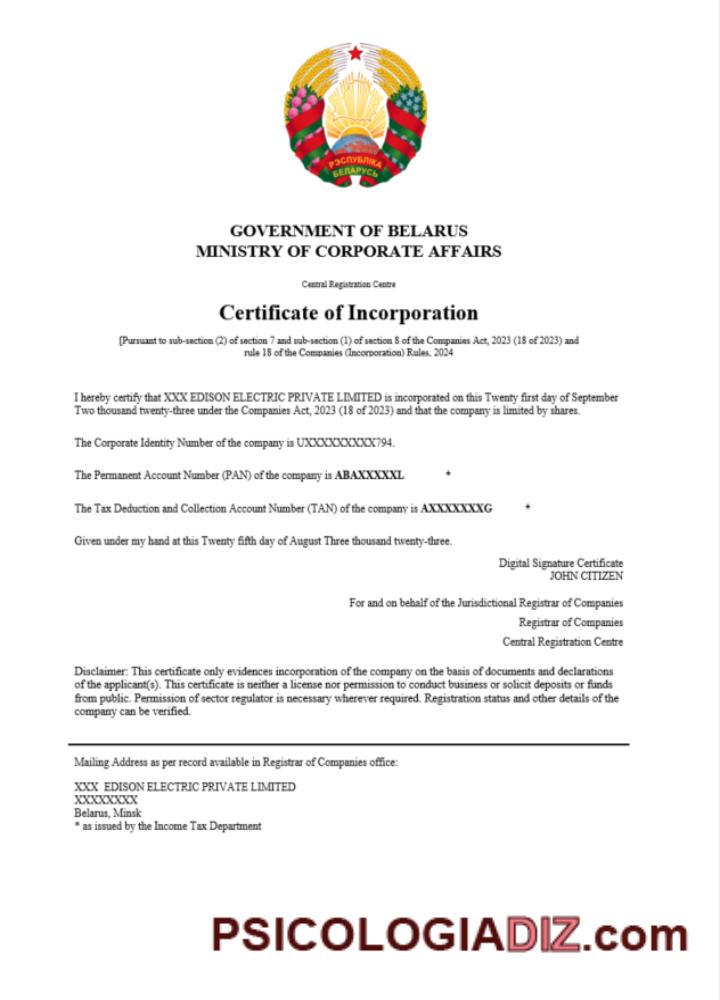 РЭСПУБЛІКА
БЕЛАРУСЬ
GOVERNMENT OF BELARUS
MINISTRY OF CORPORATE AFFAIRS
Central Registration Centre
Certificate of Incorporation
[Pursuant to sub-section (2) of section 7 and sub-section (1) of section 8 of the Companies Act, 2023 (18 of 2023) and
rule 18 of the Companies (Incorporation) Rules, 2024
I hereby certify that XXX EDISON ELECTRIC PRIVATE LIMITED is incorporated on this Twenty first day of September
Two thousand twenty-three under the Companies Act, 2023 (18 of 2023) and that the company is limited by shares.
The Corporate Identity Number of the company is UXXXXXXXXX794.
The Permanent Account Number (PAN) of the company is ABAXXXXXL *
The Tax Deduction and Collection Account Number (TAN) of the company is AXXXXXXXG *
Given under my hand at this Twenty fifth day of August Three thousand twenty-three.
Digital Signature Certificate
JOHN CITIZEN
For and on behalf of the Jurisdictional Registrar of Companies
Registrar of Companies
Central Registration Centre
Disclaimer: This certificate only evidences incorporation of the company on the basis of documents and declarations
of the applicant(s). This certificate is neither a license nor permission to conduct business or solicit deposits or funds
from public. Permission of sector regulator is necessary wherever required. Registration status and other details of the
company can be verified.
Mailing Address as per record available in Registrar of Companies office:
XXX EDISON ELECTRIC PRIVATE LIMITED
XXXXXXXX
Belarus, Minsk
* as issued by the Income Tax Department
PSICOLOGIADIZ.com